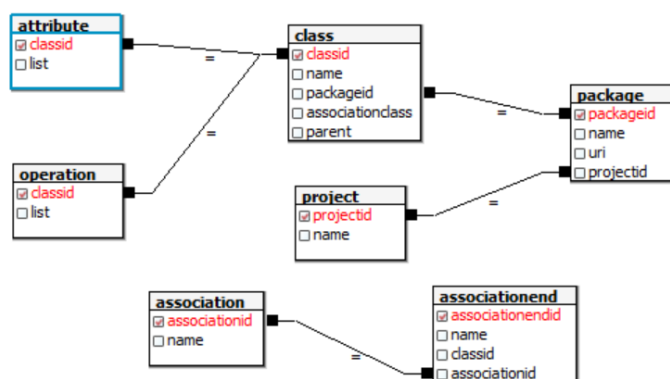 attribute
classid
list
class
classid
name
packageid
associationclass
parent
package
packageid
name
uri
projectid
operation
classid
list
project
projectid
name
association
associationid
name
associationend
associationendid
name
classid
associationid
=
=
=
=
=